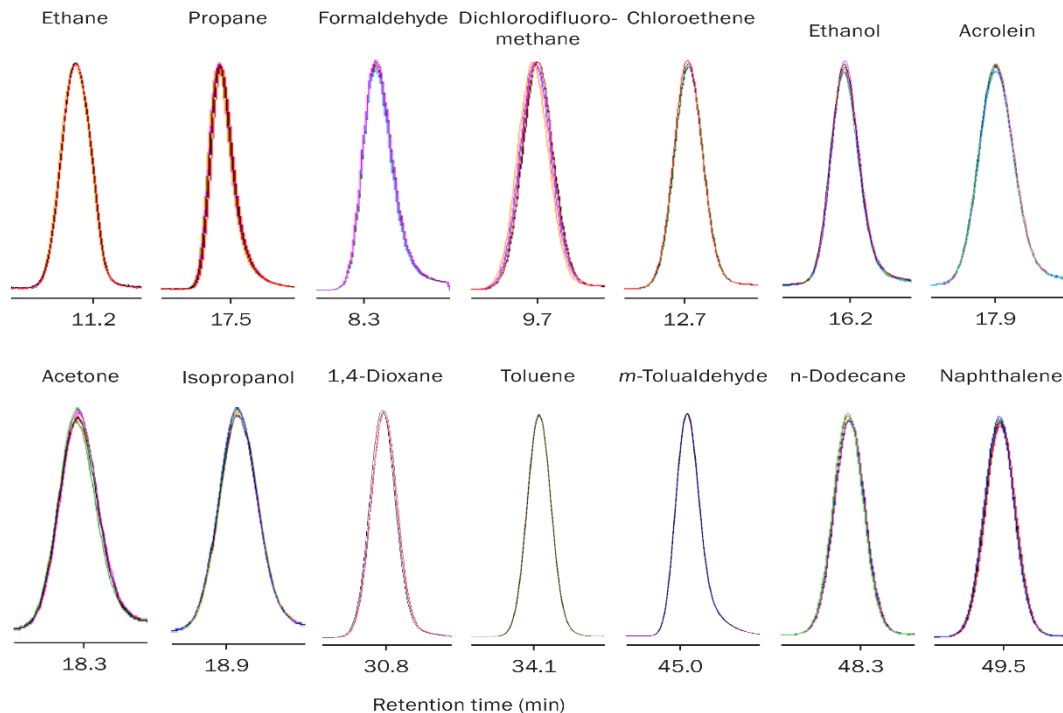 Ethane
Propane
Formaldehyde
Dichlorodifluoro-
methane
Chloroethene
Ethanol
Acrolein
11.2
17.5
8.3
9.7
12.7
16.2
17.9
Acetone
Isopropanol
1,4-Dioxane
Toluene
m-Tolualdehyde
n-Dodecane
Naphthalene
18.3
18.9
30.8
34.1
45.0
48.3
49.5
Retention time (min)